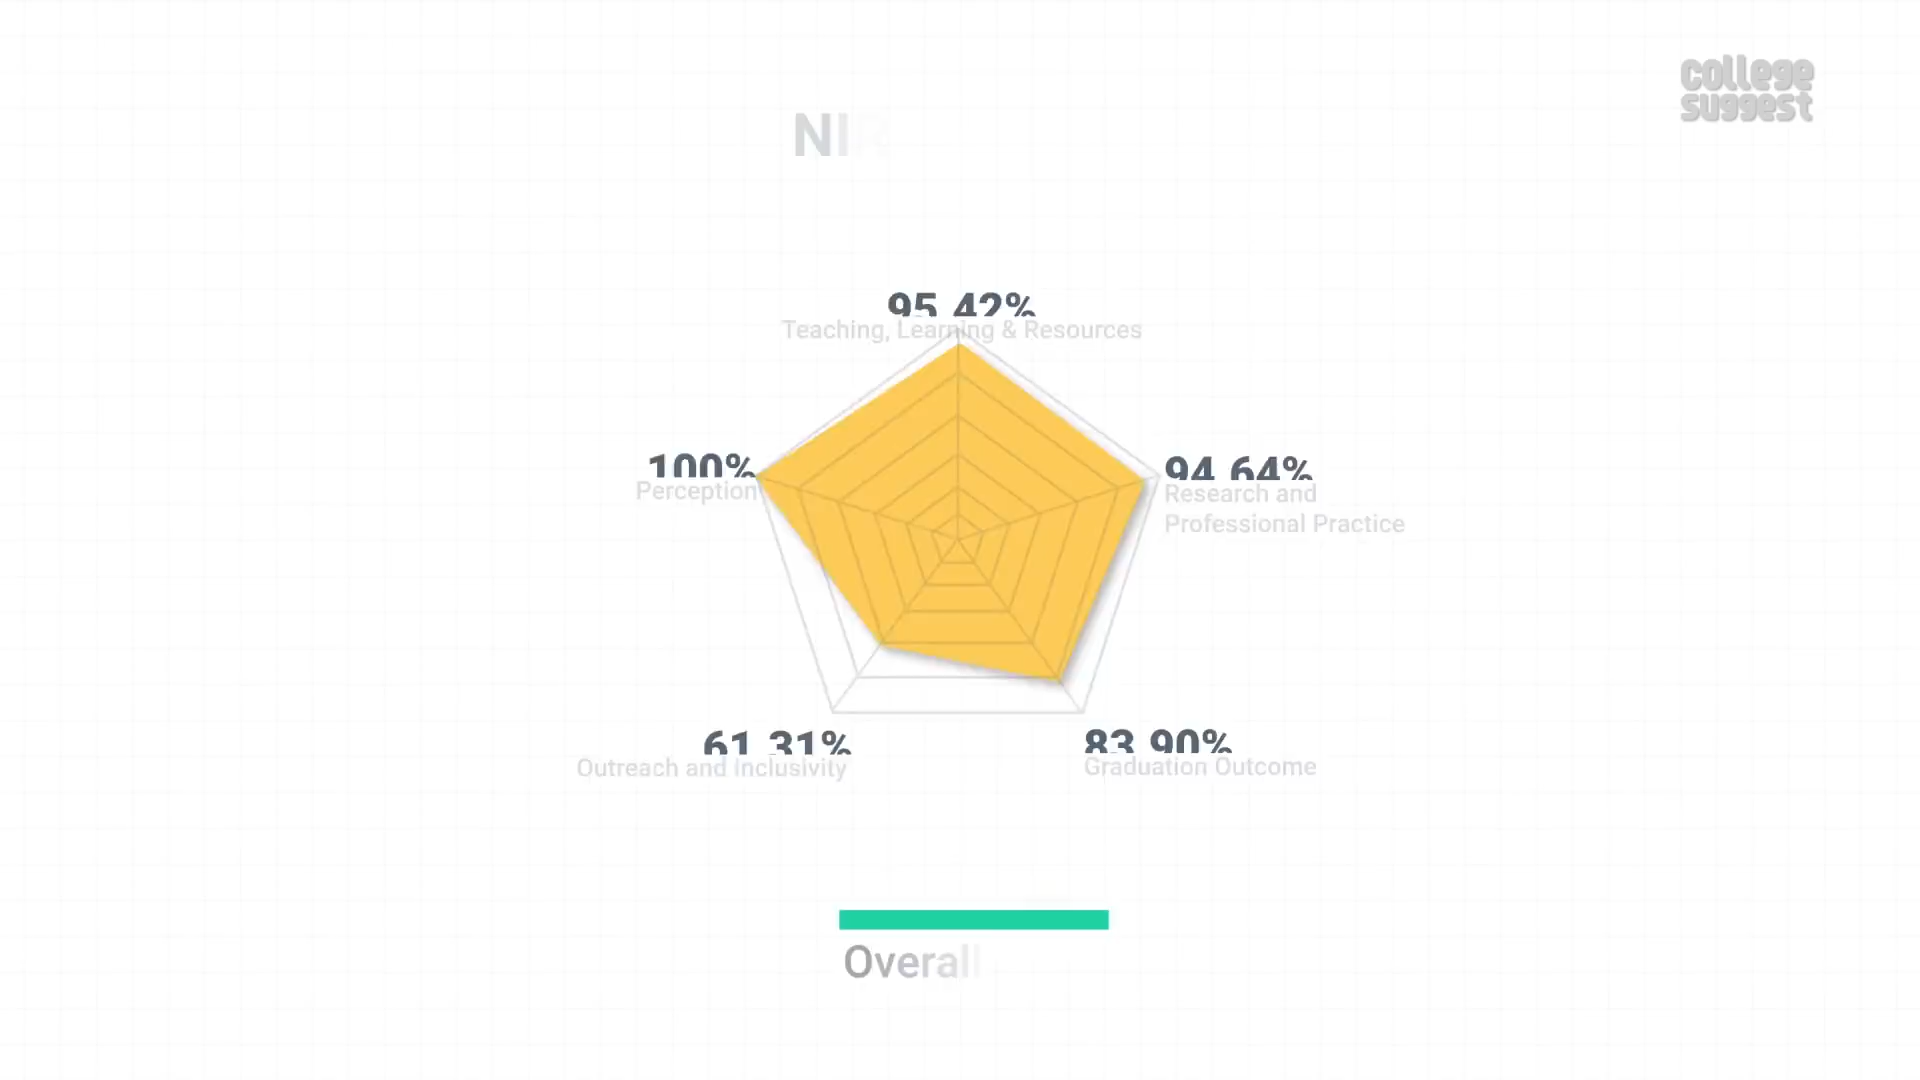 college
suggest
NI
95.42%
Teaching, Learning & Resources
100%
Perception
94.64%
Research and
Professional Practice
61.31%
Outreach and Inclusivity
83.90%
Graduation Outcome
Overall